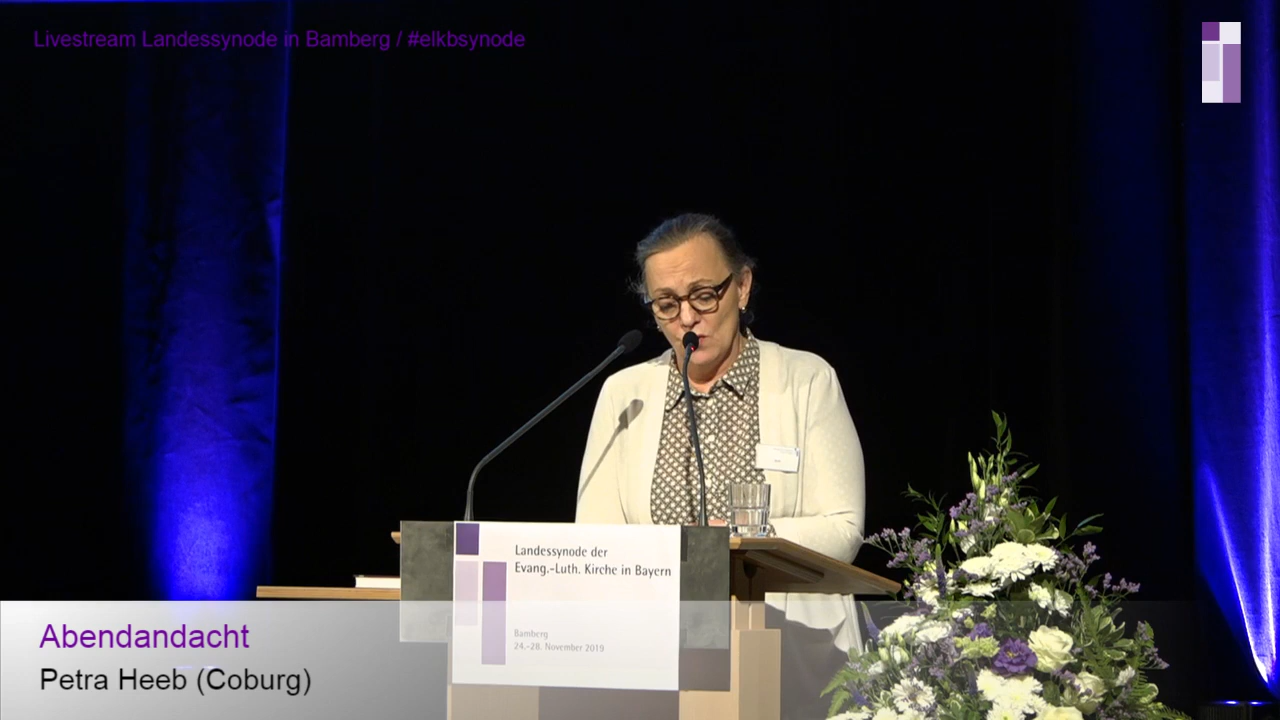 Livestream Landessynode in Bamberg / #elkbsynode
Landessynode der
Evang.-Luth. Kirche in Bayern
Bamberg
24.-28. November 2019
Abendandacht
Petra Heeb (Coburg)